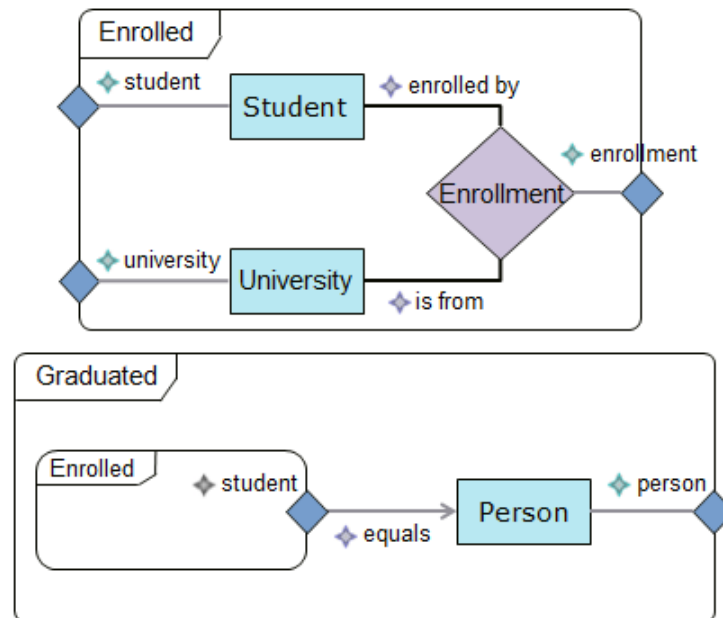 Enrolled
student
enrolled by
Student
enrollment
Enrollment
university
University
is from
Graduated
Enrolled
student
person
Person
equals